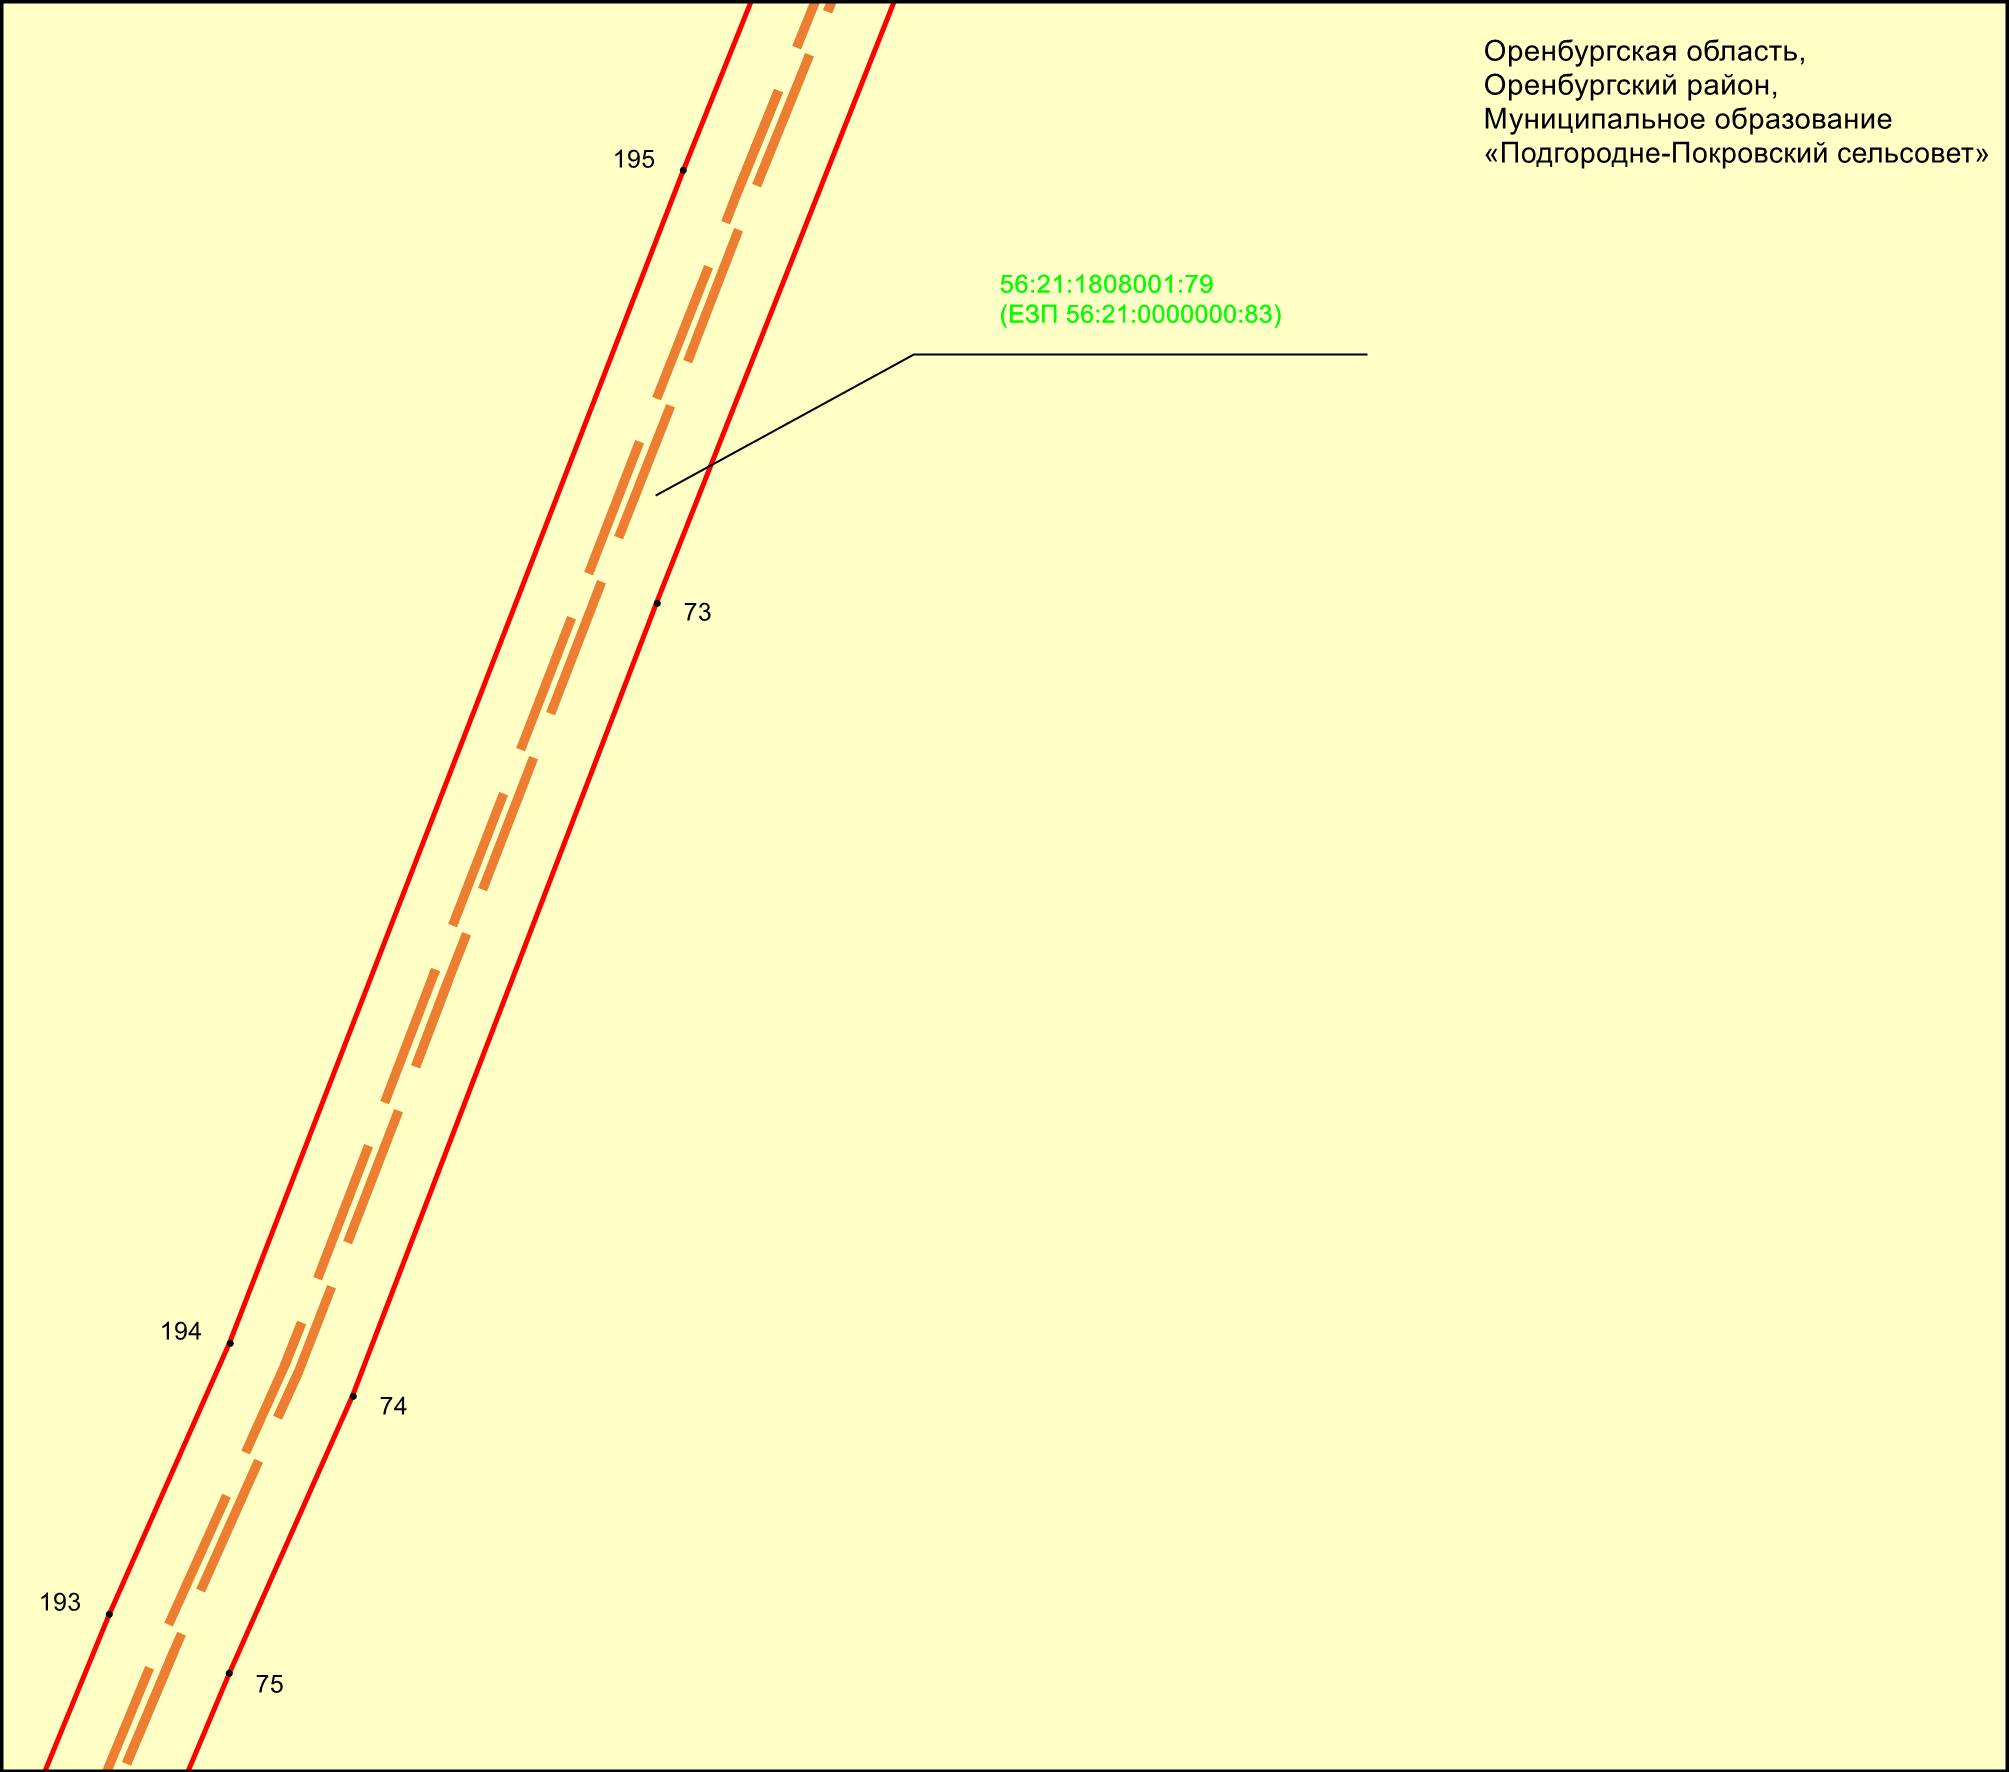 Оренбургская область,
Оренбургский район,
Муниципальное образование
«Подгородне-Покровский сельсовет»
195
56:21:1808001:79
(ЕЗП 56:21:0000000:83)
73
194
74
193
75